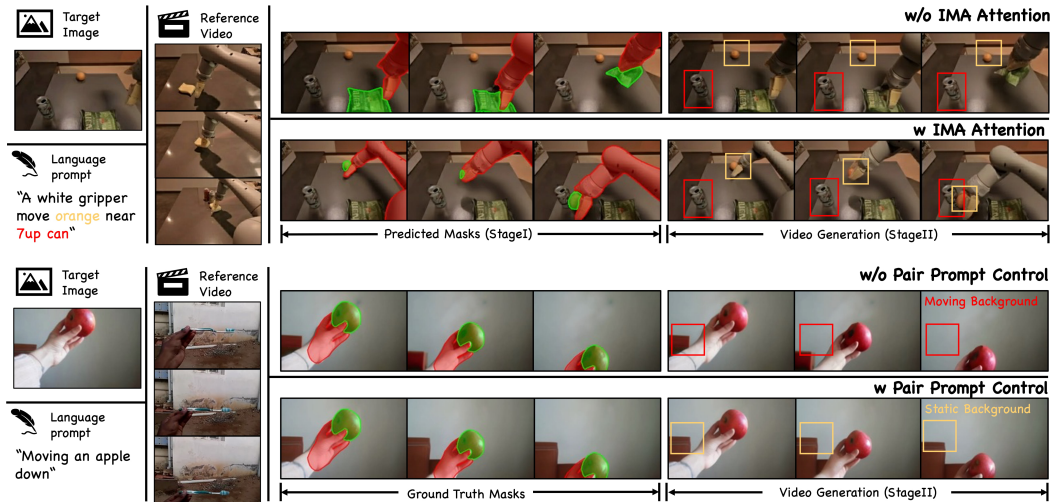 Target
Image
Reference
Video
w/o IMA Attention
w IMA Attention
Language
prompt
"A white gripper
move orange near
7up can"
Predicted Masks (StageI)
Video Generation (StageII)
Target
Image
Reference
Video
w/o Pair Prompt Control
Moving Background
w Pair Prompt Control
Static Background
Language
prompt
"Moving an apple
down"
Ground Truth Masks
Video Generation (StageII)